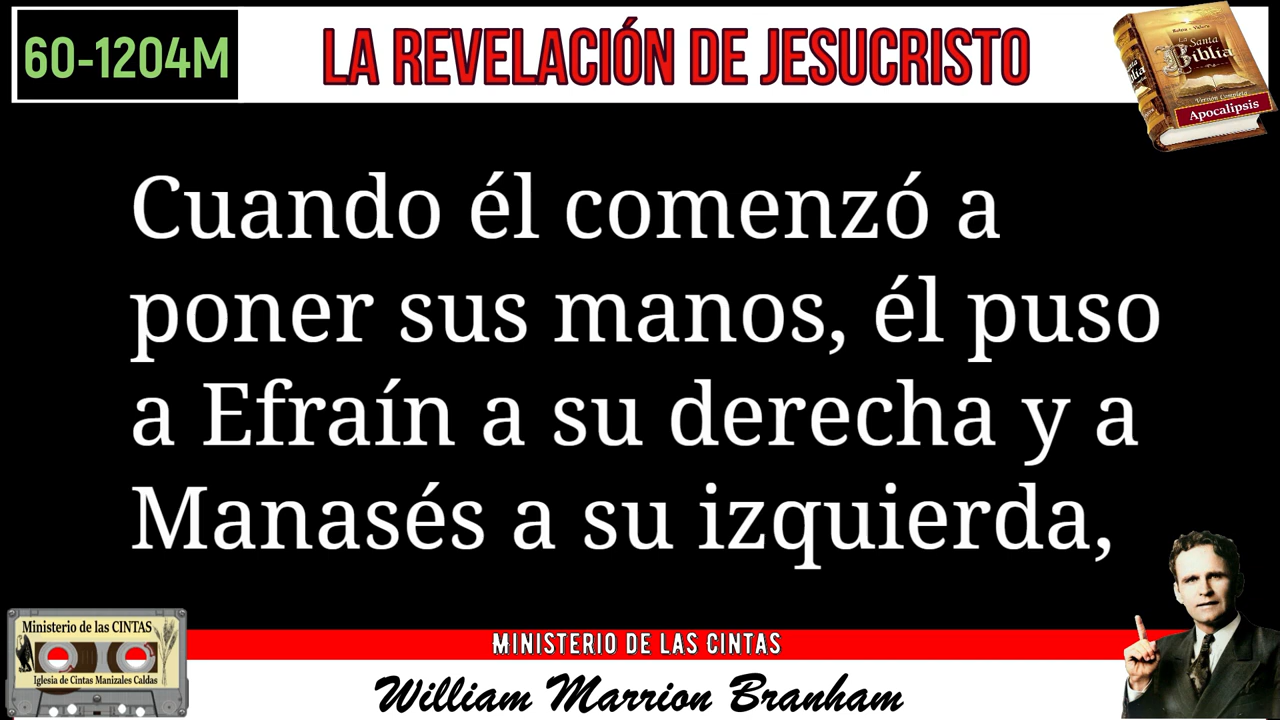 60-1204M
LA REVELACIÓN DE JESUCRISTO
La Santa
Biblia
Versión Completa
Apocalipsis
Cuando él comenzó a
poner sus manos, él puso
a Efraín a su derecha y a
Manasés a su izquierda,
Ministerio de las CINTAS
Iglesia de Cintas Manizales Caldas
MINISTERIO DE LAS CINTAS
William Marrion Branham